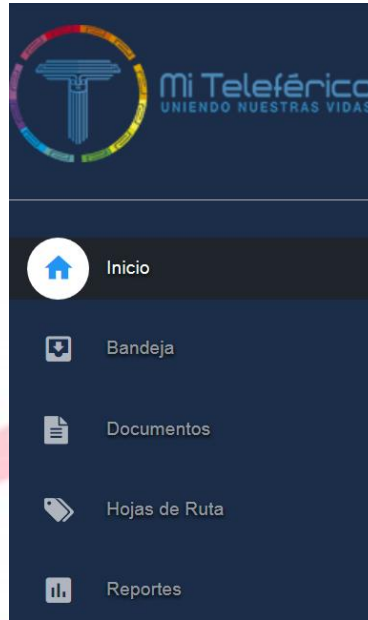 Mi Teleférico
UNIENDO NUESTRAS VIDAS
Inicio
Bandeja
Documentos
Hojas de Ruta
Reportes